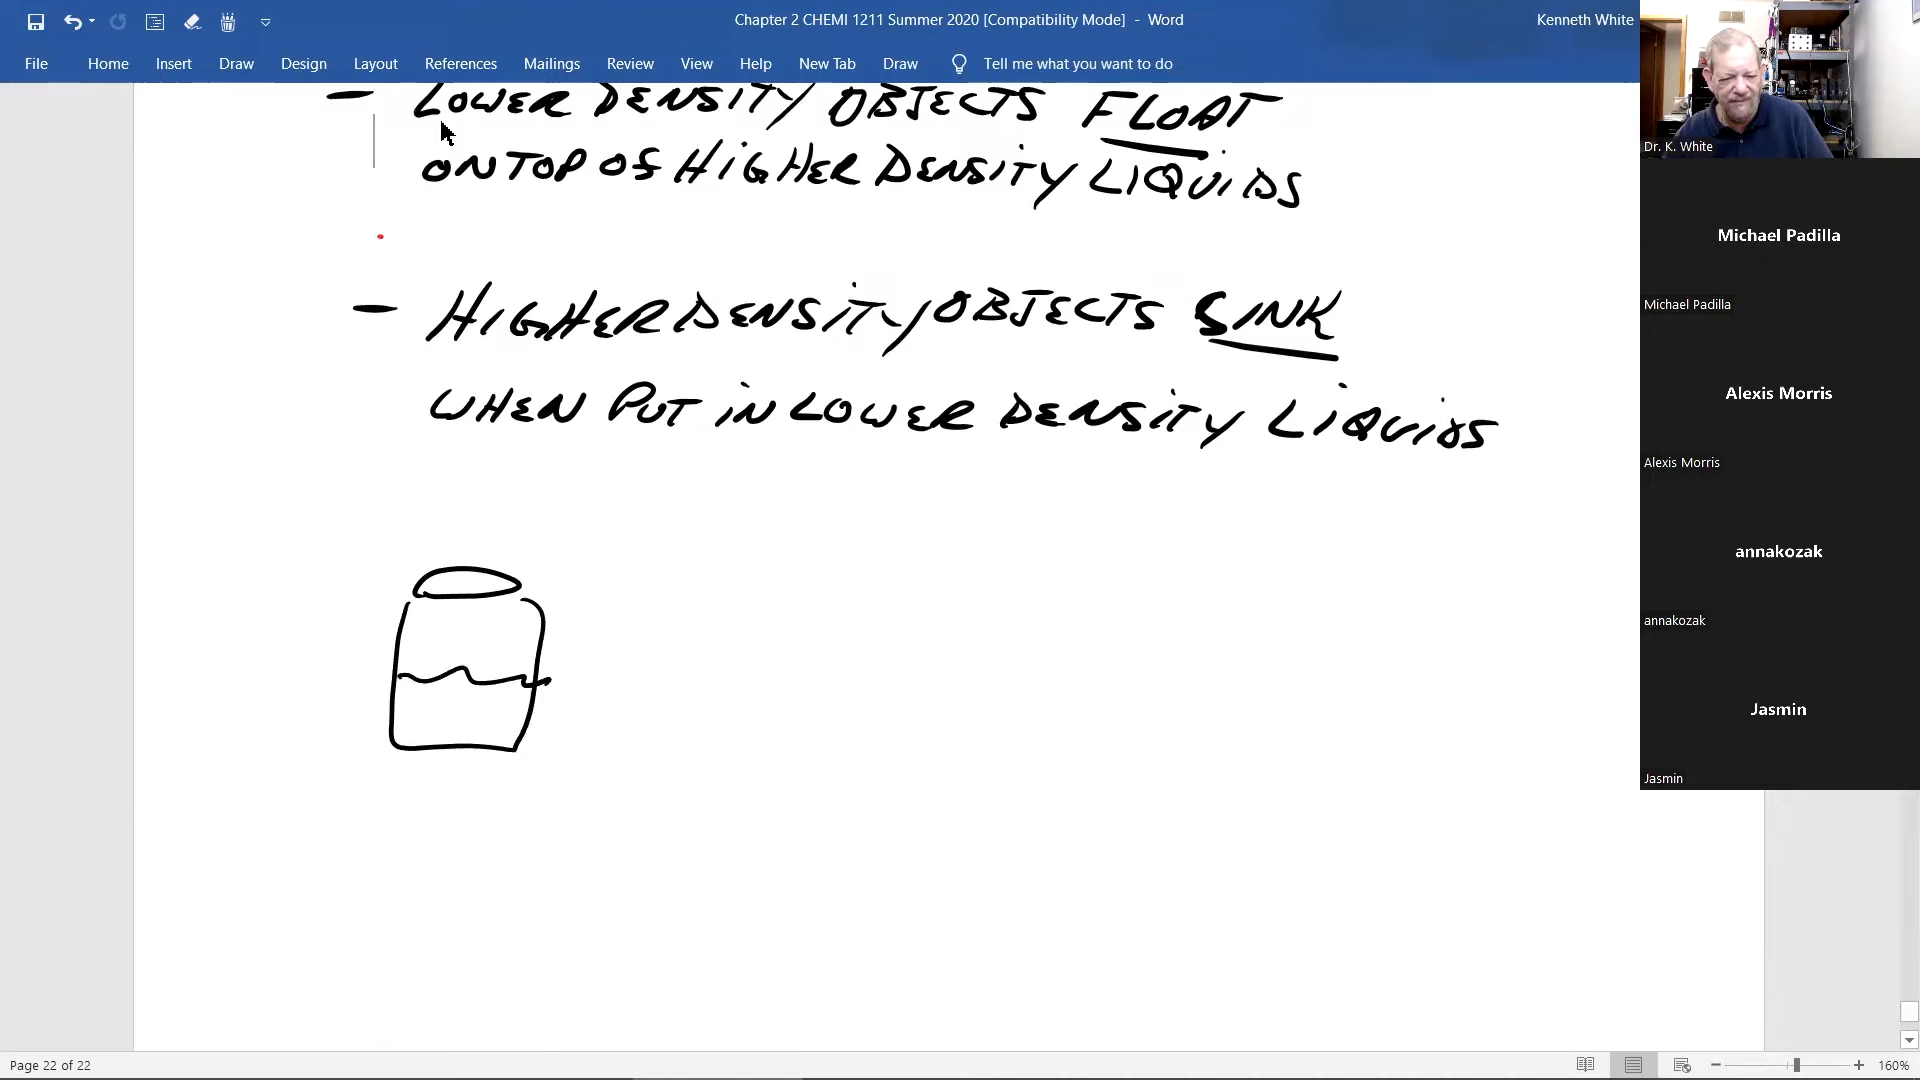 Chapter 2 CHEMI 1211 Summer 2020 [Compatibility Mode] - Word
Kenneth White
File Home Insert Draw Design Layout References Mailings Review View Help New Tab Draw Tell me what you want to do
- LOWER DENSITY OBJECTS FLOAT
ON TOP OF HIGHER DENSITY LIQUIDS
- HIGHER DENSITY OBJECTS SINK
WHEN PUT IN LOWER DENSITY LIQUIDS
Dr. K. White
Michael Padilla
Michael Padilla
Alexis Morris
Alexis Morris
annakozak
annakozak
Jasmin
Jasmin
Page 22 of 22
160%